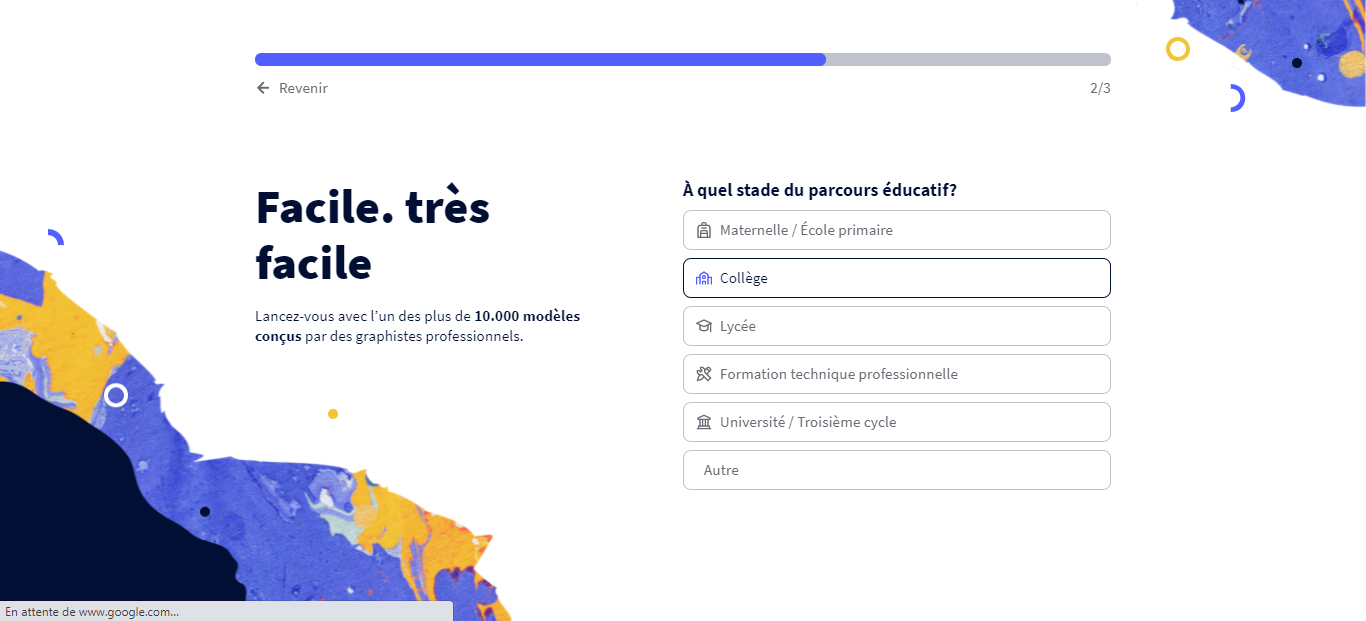 Revenir
2/3
Facile. très
facile
Lancez-vous avec l'un des plus de 10.000 modèles
conçus par des graphistes professionnels.
À quel stade du parcours éducatif?
Maternelle / École primaire
Collège
Lycée
Formation technique professionnelle
Université / Troisième cycle
Autre
En attente de www.google.com...